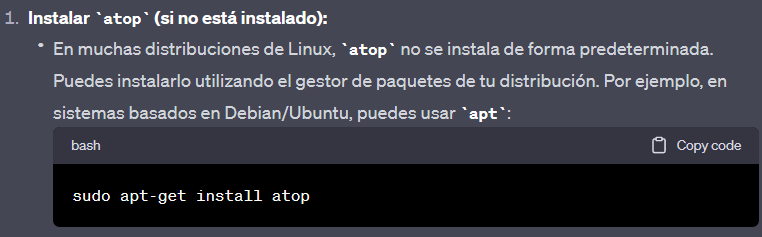 1. Instalar `atop` (si no está instalado):
• En muchas distribuciones de Linux, `atop` no se instala de forma predeterminada.
Puedes instalarlo utilizando el gestor de paquetes de tu distribución. Por ejemplo, en
sistemas basados en Debian/Ubuntu, puedes usar `apt`:
bash Copy code
sudo apt-get install atop